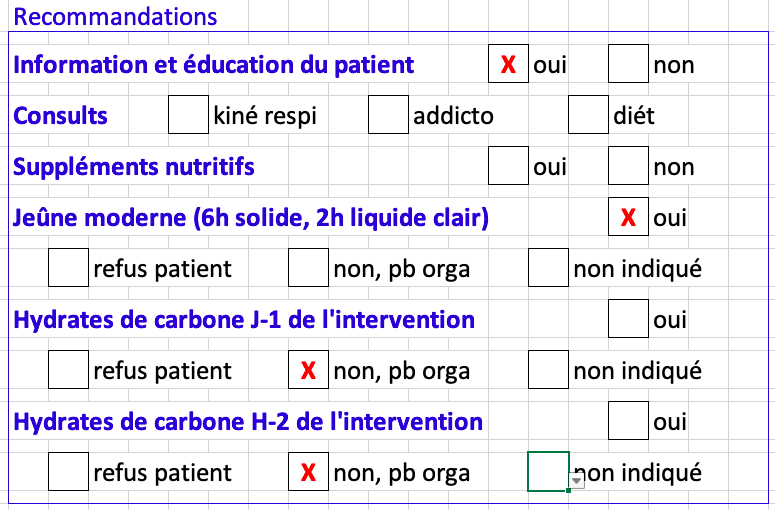 Recommandations
Information et éducation du patient X oui non
Consults kiné respi addicto diét
Suppléments nutritifs oui non
Jeûne moderne (6h solide, 2h liquide clair) X oui
refus patient non, pb orga non indiqué
Hydrates de carbone J-1 de l'intervention oui
refus patient X non, pb orga non indiqué
Hydrates de carbone H-2 de l'intervention oui
refus patient X non, pb orga non indiqué